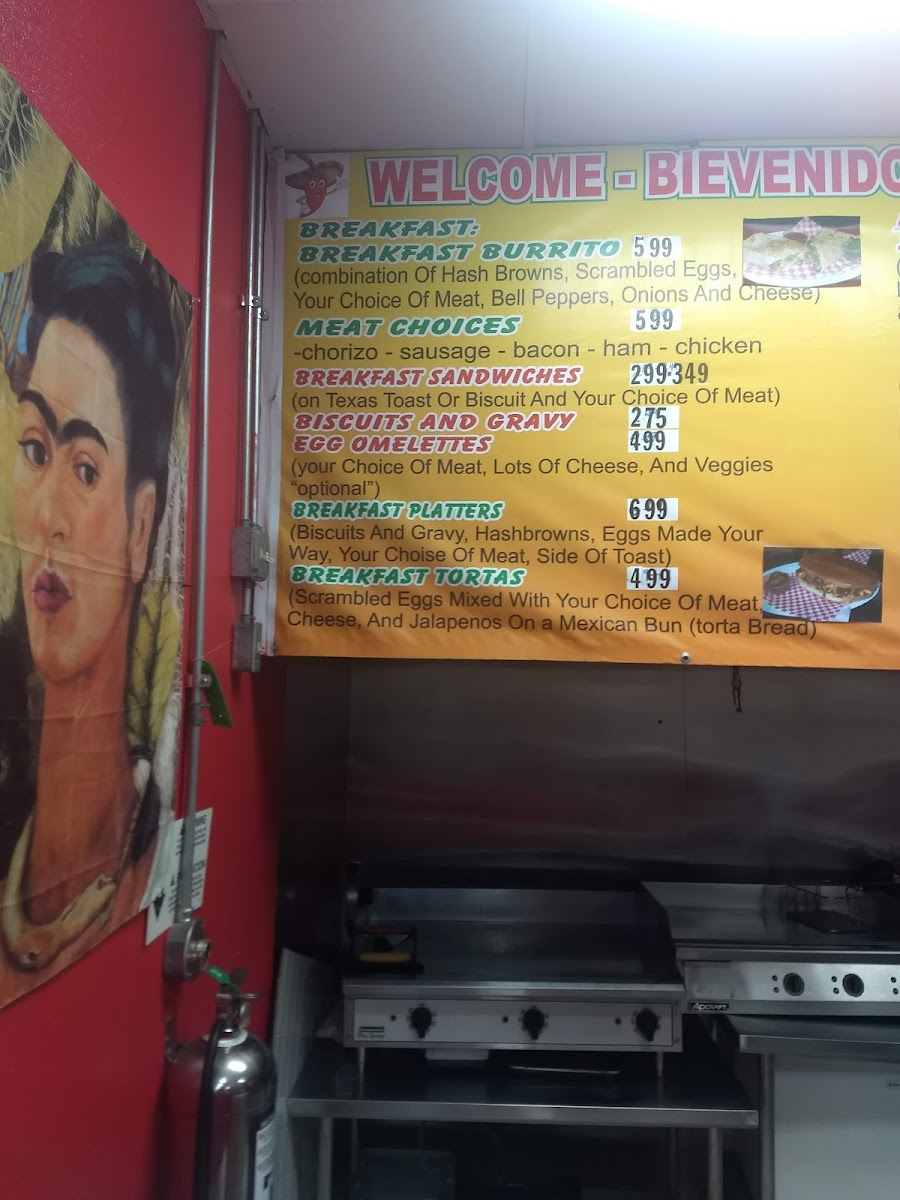 WELCOME - BIEVENIDO
BREAKFAST:
BREAKFAST BURRITO 599
(combination Of Hash Browns, Scrambled Eggs,
Your Choice Of Meat, Bell Peppers, Onions And Cheese)
MEAT CHOICES 599
-chorizo - sausage - bacon - ham - chicken
BREAKFAST SANDWICHES 299-349
(on Texas Toast Or Biscuit And Your Choice Of Meat)
BISCUITS AND GRAVY 275
EGG OMELETTES 499
(your Choice Of Meat, Lots Of Cheese, And Veggies
"optional")
BREAKFAST PLATTERS 699
(Biscuits And Gravy, Hashbrowns, Eggs Made Your
Way, Your Choise Of Meat, Side Of Toast)
BREAKFAST TORTAS 499
(Scrambled Eggs Mixed With Your Choice Of Meat,
Cheese, And Jalapenos On a Mexican Bun (torta Bread)
ADCRAFT